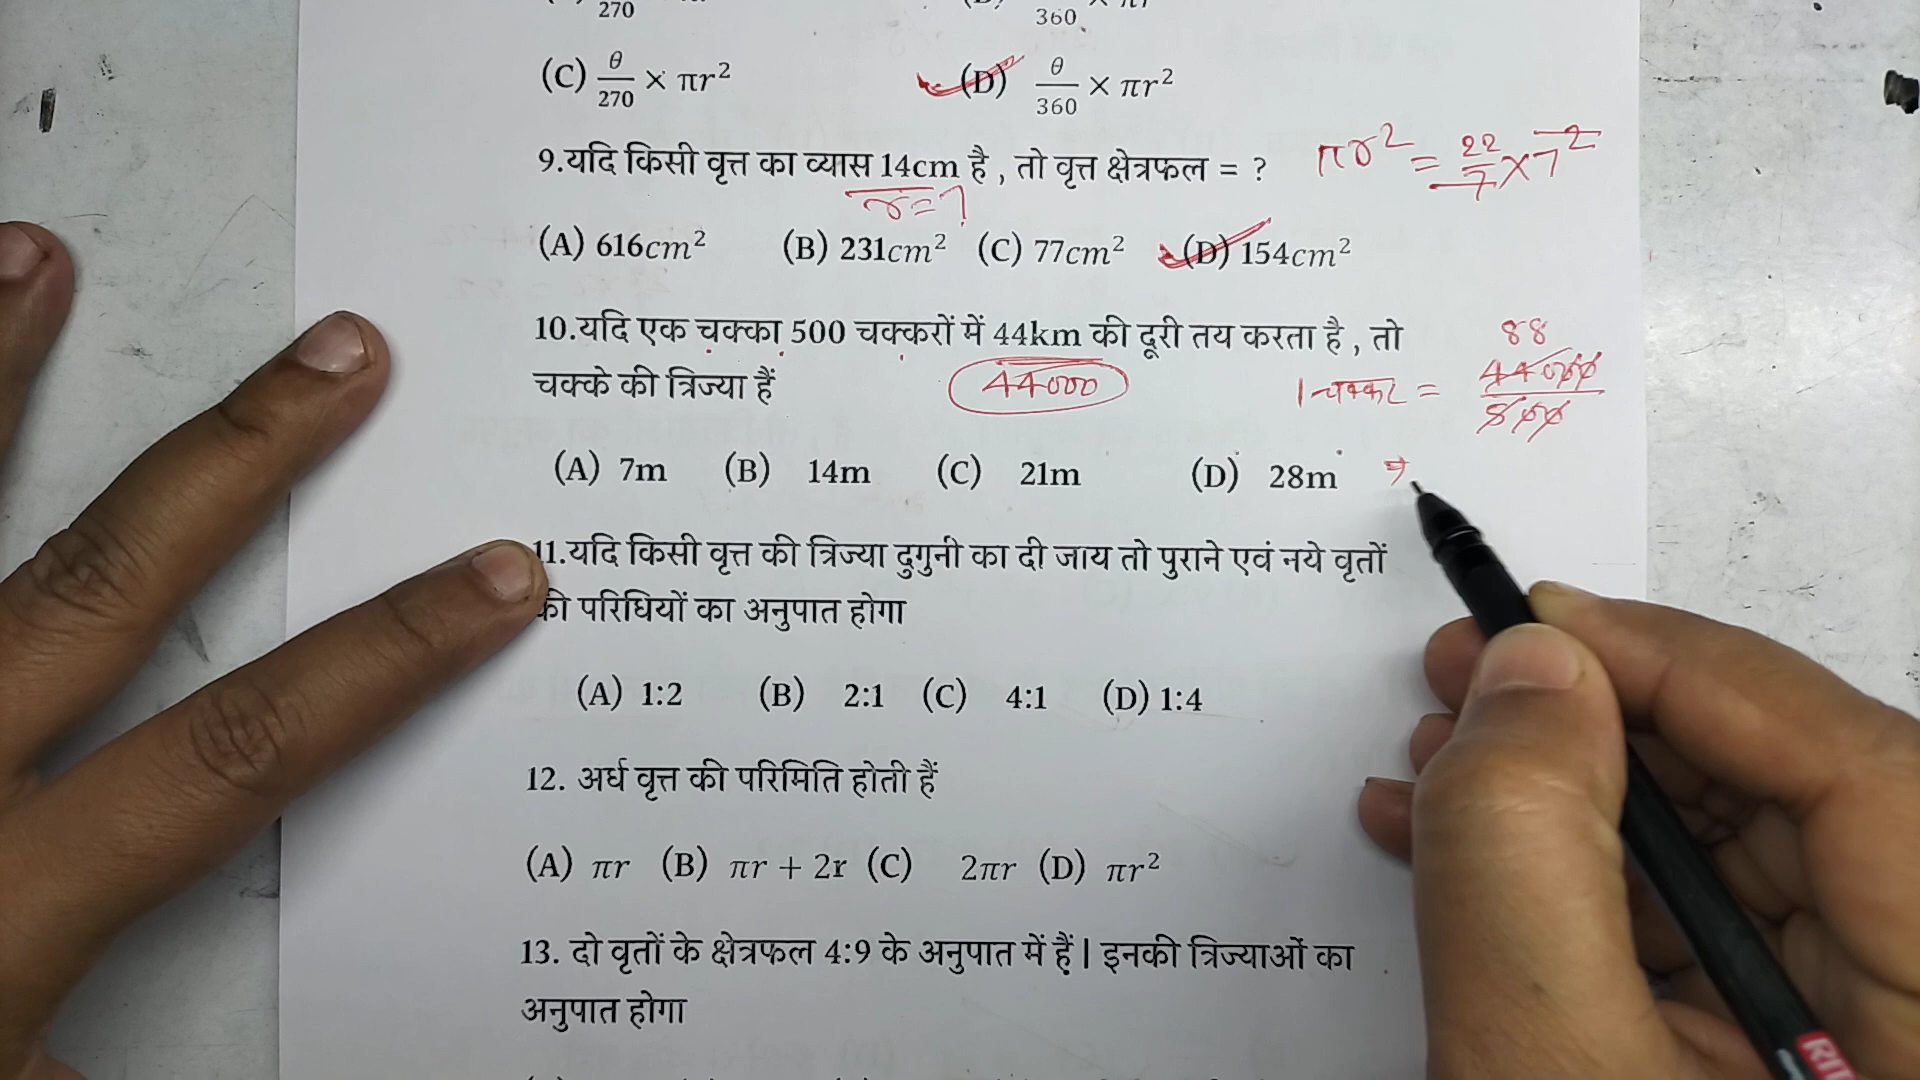 270
360
(C) θ/270 × πr² (D) θ/360 × πr²
9.यदि किसी वृत्त का व्यास 14cm है , तो वृत्त क्षेत्रफल = ? πr² = 22/7 × 7²
r = 7
(A) 616cm² (B) 231cm² (C) 77cm² (D) 154cm²
10.यदि एक चक्का 500 चक्करों में 44km की दूरी तय करता है , तो
88
चक्के की त्रिज्या हैं 44000 1 चक्कर = 44000/500
(A) 7m (B) 14m (C) 21m (D) 28m ⇒
11.यदि किसी वृत्त की त्रिज्या दुगुनी का दी जाय तो पुराने एवं नये वृतों
की परिधियों का अनुपात होगा
(A) 1:2 (B) 2:1 (C) 4:1 (D) 1:4
12. अर्ध वृत्त की परिमिति होती हैं
(A) πr (B) πr + 2r (C) 2πr (D) πr²
13. दो वृतों के क्षेत्रफल 4:9 के अनुपात में हैं | इनकी त्रिज्याओं का
अनुपात होगा